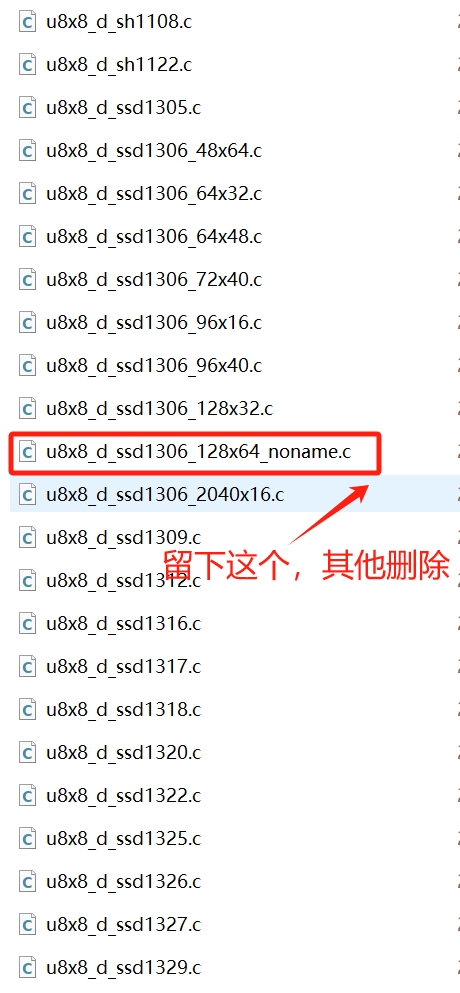 u8x8_d_sh1108.c
u8x8_d_sh1122.c
u8x8_d_ssd1305.c
u8x8_d_ssd1306_48x64.c
u8x8_d_ssd1306_64x32.c
u8x8_d_ssd1306_64x48.c
u8x8_d_ssd1306_72x40.c
u8x8_d_ssd1306_96x16.c
u8x8_d_ssd1306_96x40.c
u8x8_d_ssd1306_128x32.c
u8x8_d_ssd1306_128x64_noname.c
u8x8_d_ssd1306_2040x16.c
u8x8_d_ssd1309.c
留下这个，其他删除
u8x8_d_ssd1312.c
u8x8_d_ssd1316.c
u8x8_d_ssd1317.c
u8x8_d_ssd1318.c
u8x8_d_ssd1320.c
u8x8_d_ssd1322.c
u8x8_d_ssd1325.c
u8x8_d_ssd1326.c
u8x8_d_ssd1327.c
u8x8_d_ssd1329.c